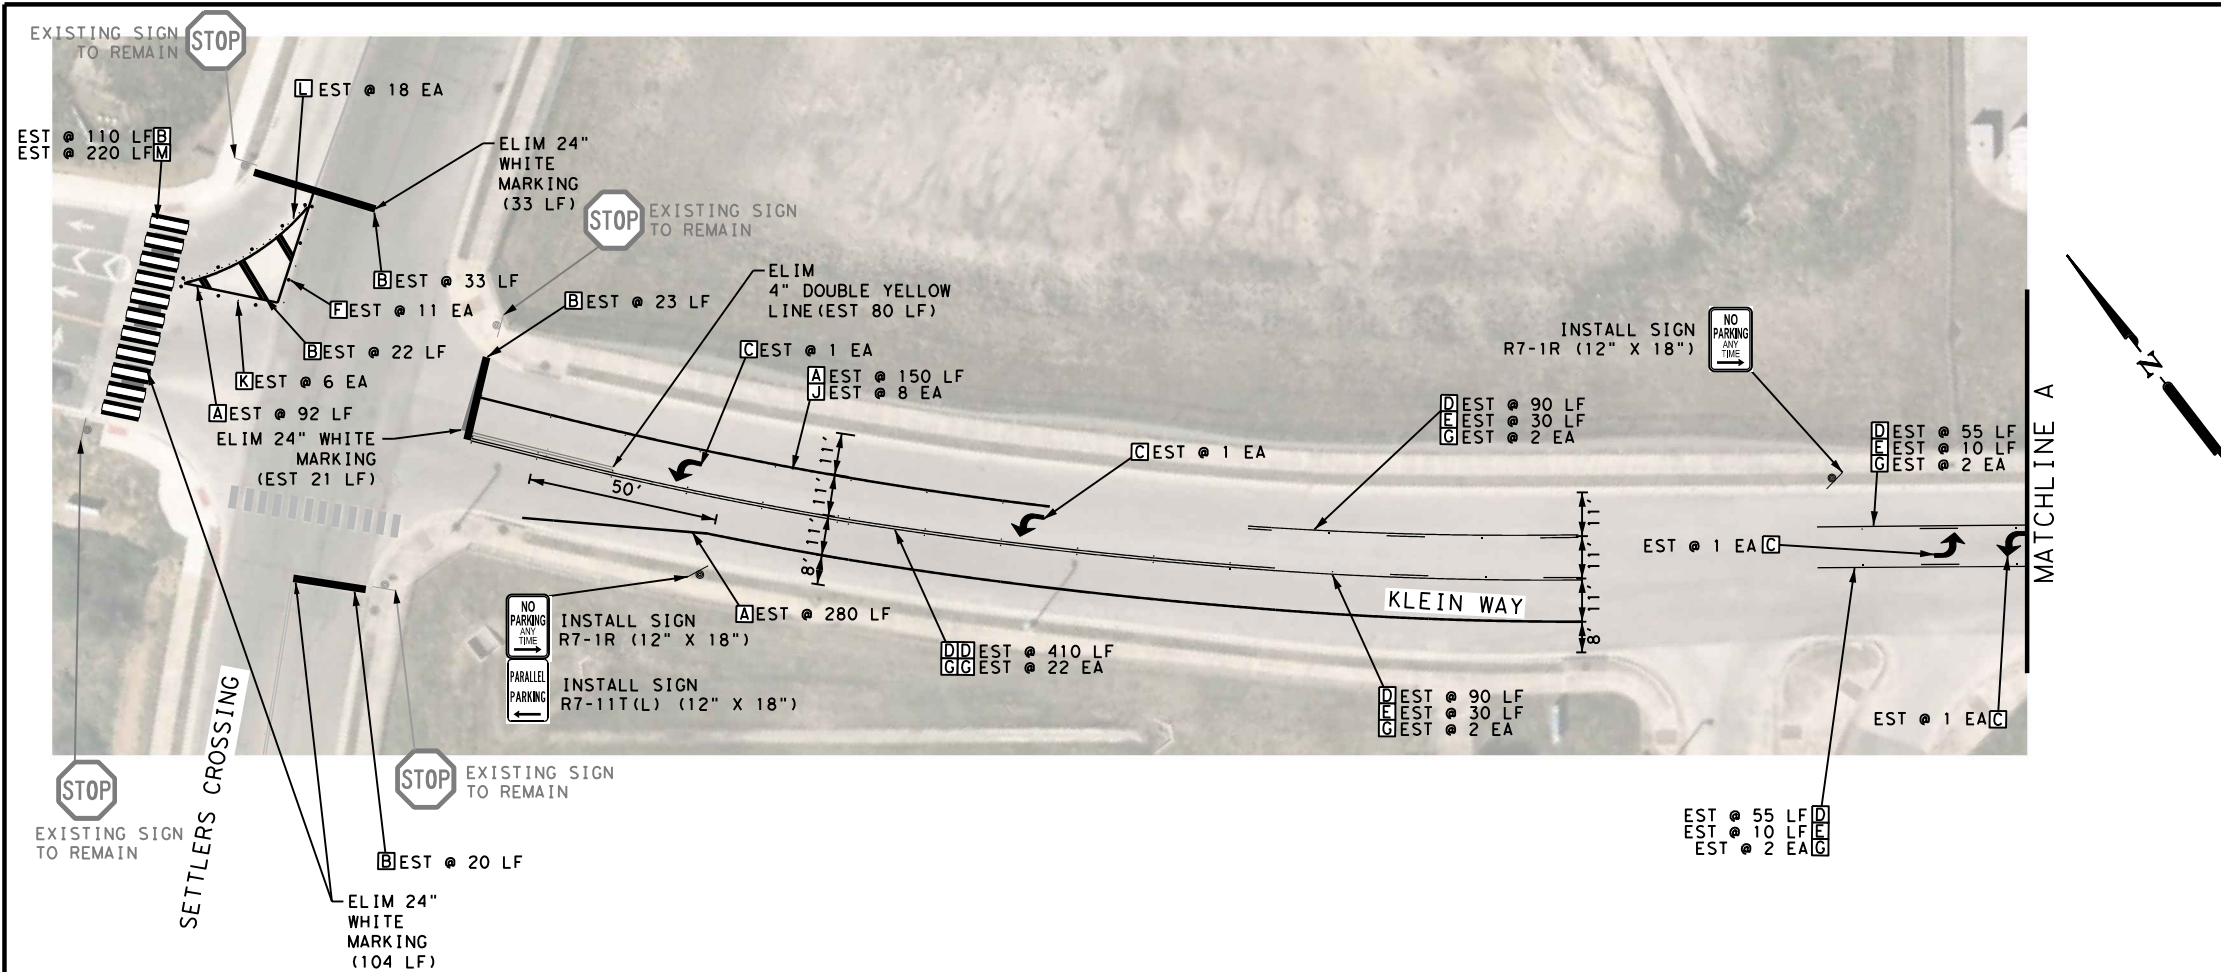 EXISTING SIGN
TO REMAIN
STOP
L EST @ 18 EA
EST @ 110 LF B
EST @ 220 LF M
ELIM 24"
WHITE
MARKING
(33 LF)
STOP
EXISTING SIGN
TO REMAIN
B EST @ 33 LF
F EST @ 11 EA
B EST @ 22 LF
K EST @ 6 EA
A EST @ 92 LF
ELIM 24" WHITE
MARKING
(EST 21 LF)
B EST @ 23 LF
ELIM
4" DOUBLE YELLOW
LINE(EST 80 LF)
C EST @ 1 EA
A EST @ 150 LF
J EST @ 8 EA
11'
11'
11'
8'
50'
C EST @ 1 EA
D EST @ 90 LF
E EST @ 30 LF
G EST @ 2 EA
INSTALL SIGN
R7-1R (12" X 18")
NO
PARKING
ANY
TIME
D EST @ 55 LF
E EST @ 10 LF
G EST @ 2 EA
11'
11'
11'
8'
EST @ 1 EA C
MATCHLINE A
N
KLEIN WAY
NO
PARKING
ANY
TIME
INSTALL SIGN
R7-1R (12" X 18")
PARALLEL
PARKING
INSTALL SIGN
R7-11T(L) (12" X 18")
A EST @ 280 LF
D D EST @ 410 LF
G G EST @ 22 EA
D EST @ 90 LF
E EST @ 30 LF
G EST @ 2 EA
EST @ 1 EA C
EST @ 55 LF D
EST @ 10 LF E
EST @ 2 EA G
STOP
EXISTING SIGN
TO REMAIN
SETTLERS CROSSING
STOP
EXISTING SIGN
TO REMAIN
B EST @ 20 LF
ELIM 24"
WHITE
MARKING
(104 LF)